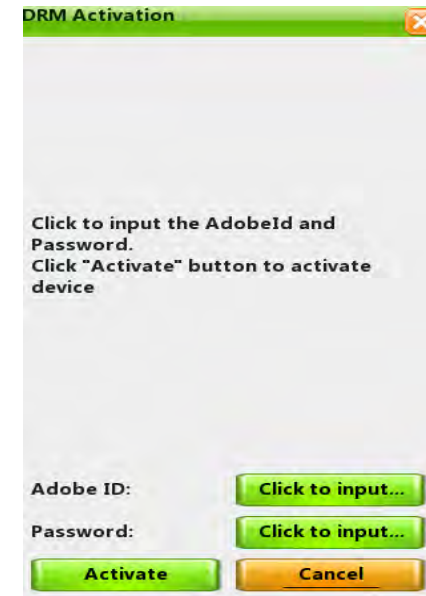 DRM Activation
Click to input the AdobeId and
Password.
Click "Activate" button to activate
device
Adobe ID: Click to input...
Password: Click to input...
Activate Cancel